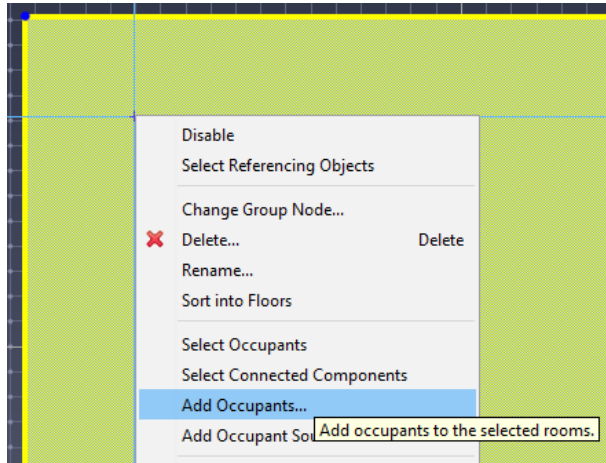 Disable
Select Referencing Objects
Change Group Node...
Delete... Delete
Rename...
Sort into Floors
Select Occupants
Select Connected Components
Add Occupants...
Add occupants to the selected rooms.
Add Occupant